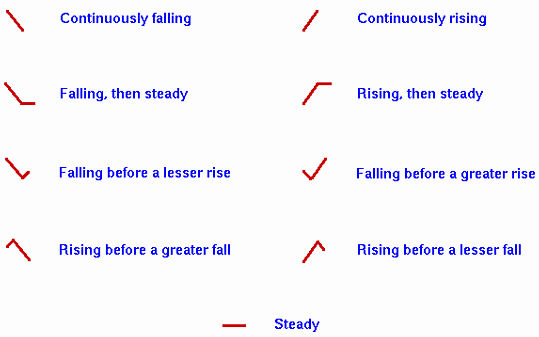 Continuously falling
Continuously rising
Falling, then steady
Rising, then steady
Falling before a lesser rise
Falling before a greater rise
Rising before a greater fall
Rising before a lesser fall
Steady